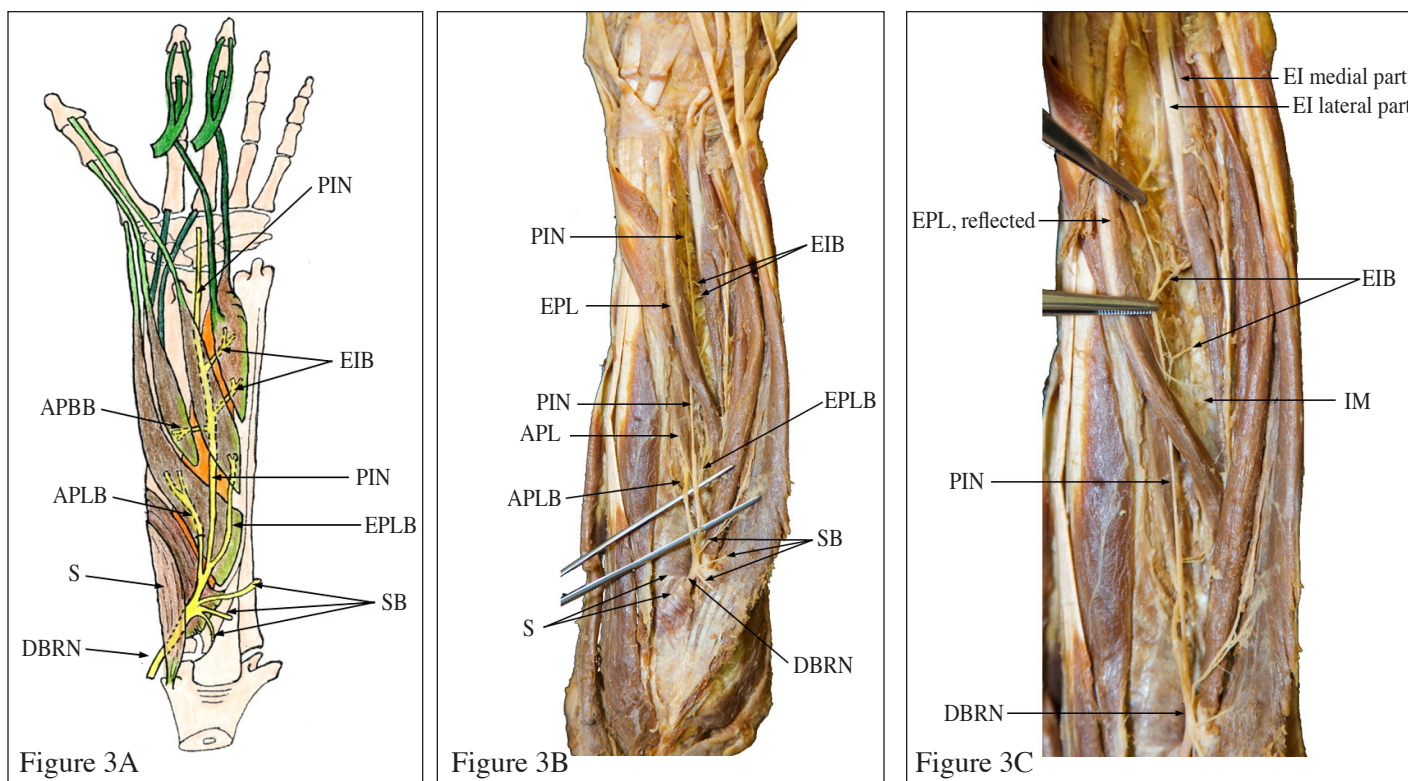 PIN
EIB
APBB
PIN
APLB
EPLB
S
SB
DBRN
Figure 3A
PIN
EIB
EPL
PIN
EPLB
APL
APLB
SB
S
DBRN
Figure 3B
EI medial part
EI lateral part
EPL, reflected
EIB
IM
PIN
DBRN
Figure 3C